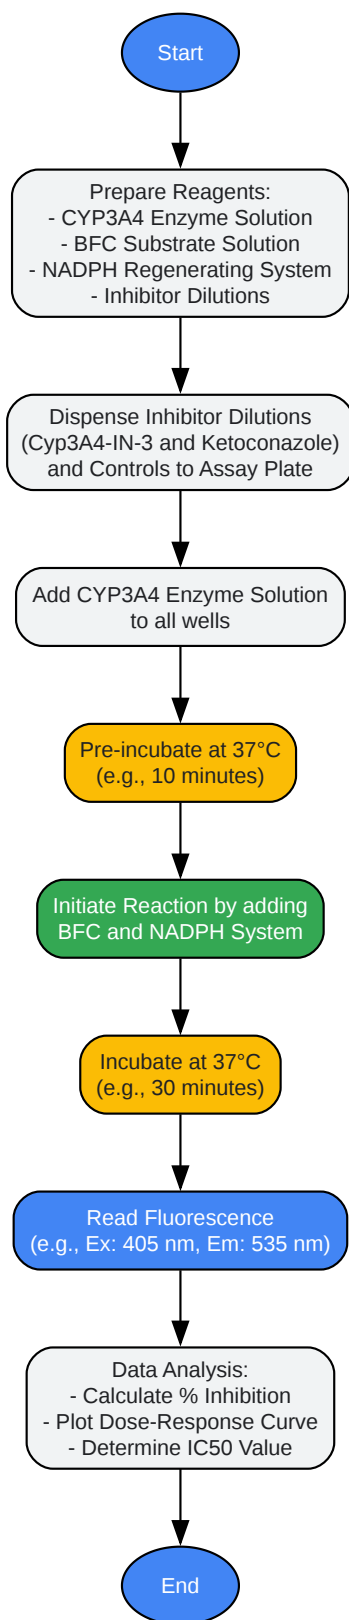 Start
Prepare Reagents:
- CYP3A4 Enzyme Solution
- BFC Substrate Solution
- NADPH Regenerating System
- Inhibitor Dilutions
Dispense Inhibitor Dilutions
(Cyp3A4-IN-3 and Ketoconazole)
and Controls to Assay Plate
Add CYP3A4 Enzyme Solution
to all wells
Pre-incubate at 37°C
(e.g., 10 minutes)
Initiate Reaction by adding
BFC and NADPH System
Incubate at 37°C
(e.g., 30 minutes)
Read Fluorescence
(e.g., Ex: 405 nm, Em: 535 nm)
Data Analysis:
- Calculate % Inhibition
- Plot Dose-Response Curve
- Determine IC50 Value
End